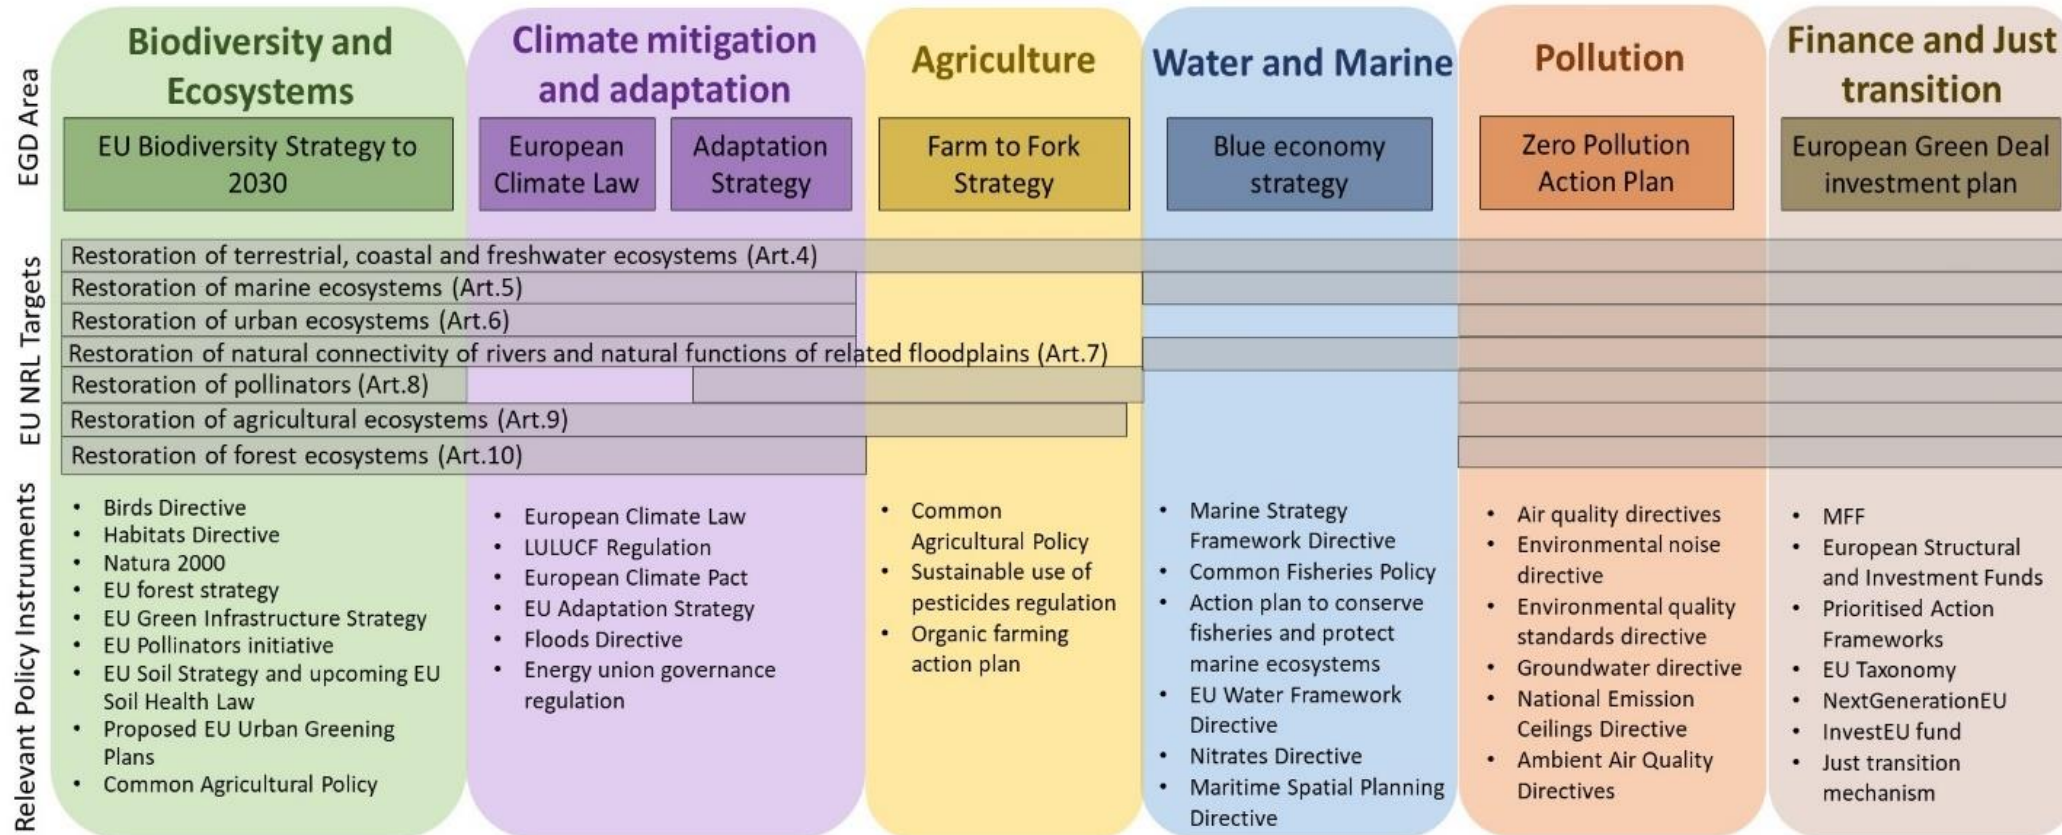 EGD Area
Biodiversity and
Ecosystems
EU Biodiversity Strategy to
2030
Climate mitigation
and adaptation
European
Climate Law
Adaptation
Strategy
Agriculture
Farm to Fork
Strategy
Water and Marine
Blue economy
strategy
Pollution
Zero Pollution
Action Plan
Finance and Just
transition
European Green Deal
investment plan
EU NRL Targets
Restoration of terrestrial, coastal and freshwater ecosystems (Art.4)
Restoration of marine ecosystems (Art.5)
Restoration of urban ecosystems (Art.6)
Restoration of natural connectivity of rivers and natural functions of related floodplains (Art.7)
Restoration of pollinators (Art.8)
Restoration of agricultural ecosystems (Art.9)
Restoration of forest ecosystems (Art.10)
Relevant Policy Instruments
• Birds Directive
• Habitats Directive
• Natura 2000
• EU forest strategy
• EU Green Infrastructure Strategy
• EU Pollinators initiative
• EU Soil Strategy and upcoming EU
Soil Health Law
• Proposed EU Urban Greening
Plans
• Common Agricultural Policy
• European Climate Law
• LULUCF Regulation
• European Climate Pact
• EU Adaptation Strategy
• Floods Directive
• Energy union governance
regulation
• Common
Agricultural Policy
• Sustainable use of
pesticides regulation
• Organic farming
action plan
• Marine Strategy
Framework Directive
• Common Fisheries Policy
• Action plan to conserve
fisheries and protect
marine ecosystems
• EU Water Framework
Directive
• Nitrates Directive
• Maritime Spatial Planning
Directive
• Air quality directives
• Environmental noise
directive
• Environmental quality
standards directive
• Groundwater directive
• National Emission
Ceilings Directive
• Ambient Air Quality
Directives
• MFF
• European Structural
and Investment Funds
• Prioritised Action
Frameworks
• EU Taxonomy
• NextGenerationEU
• InvestEU fund
• Just transition
mechanism